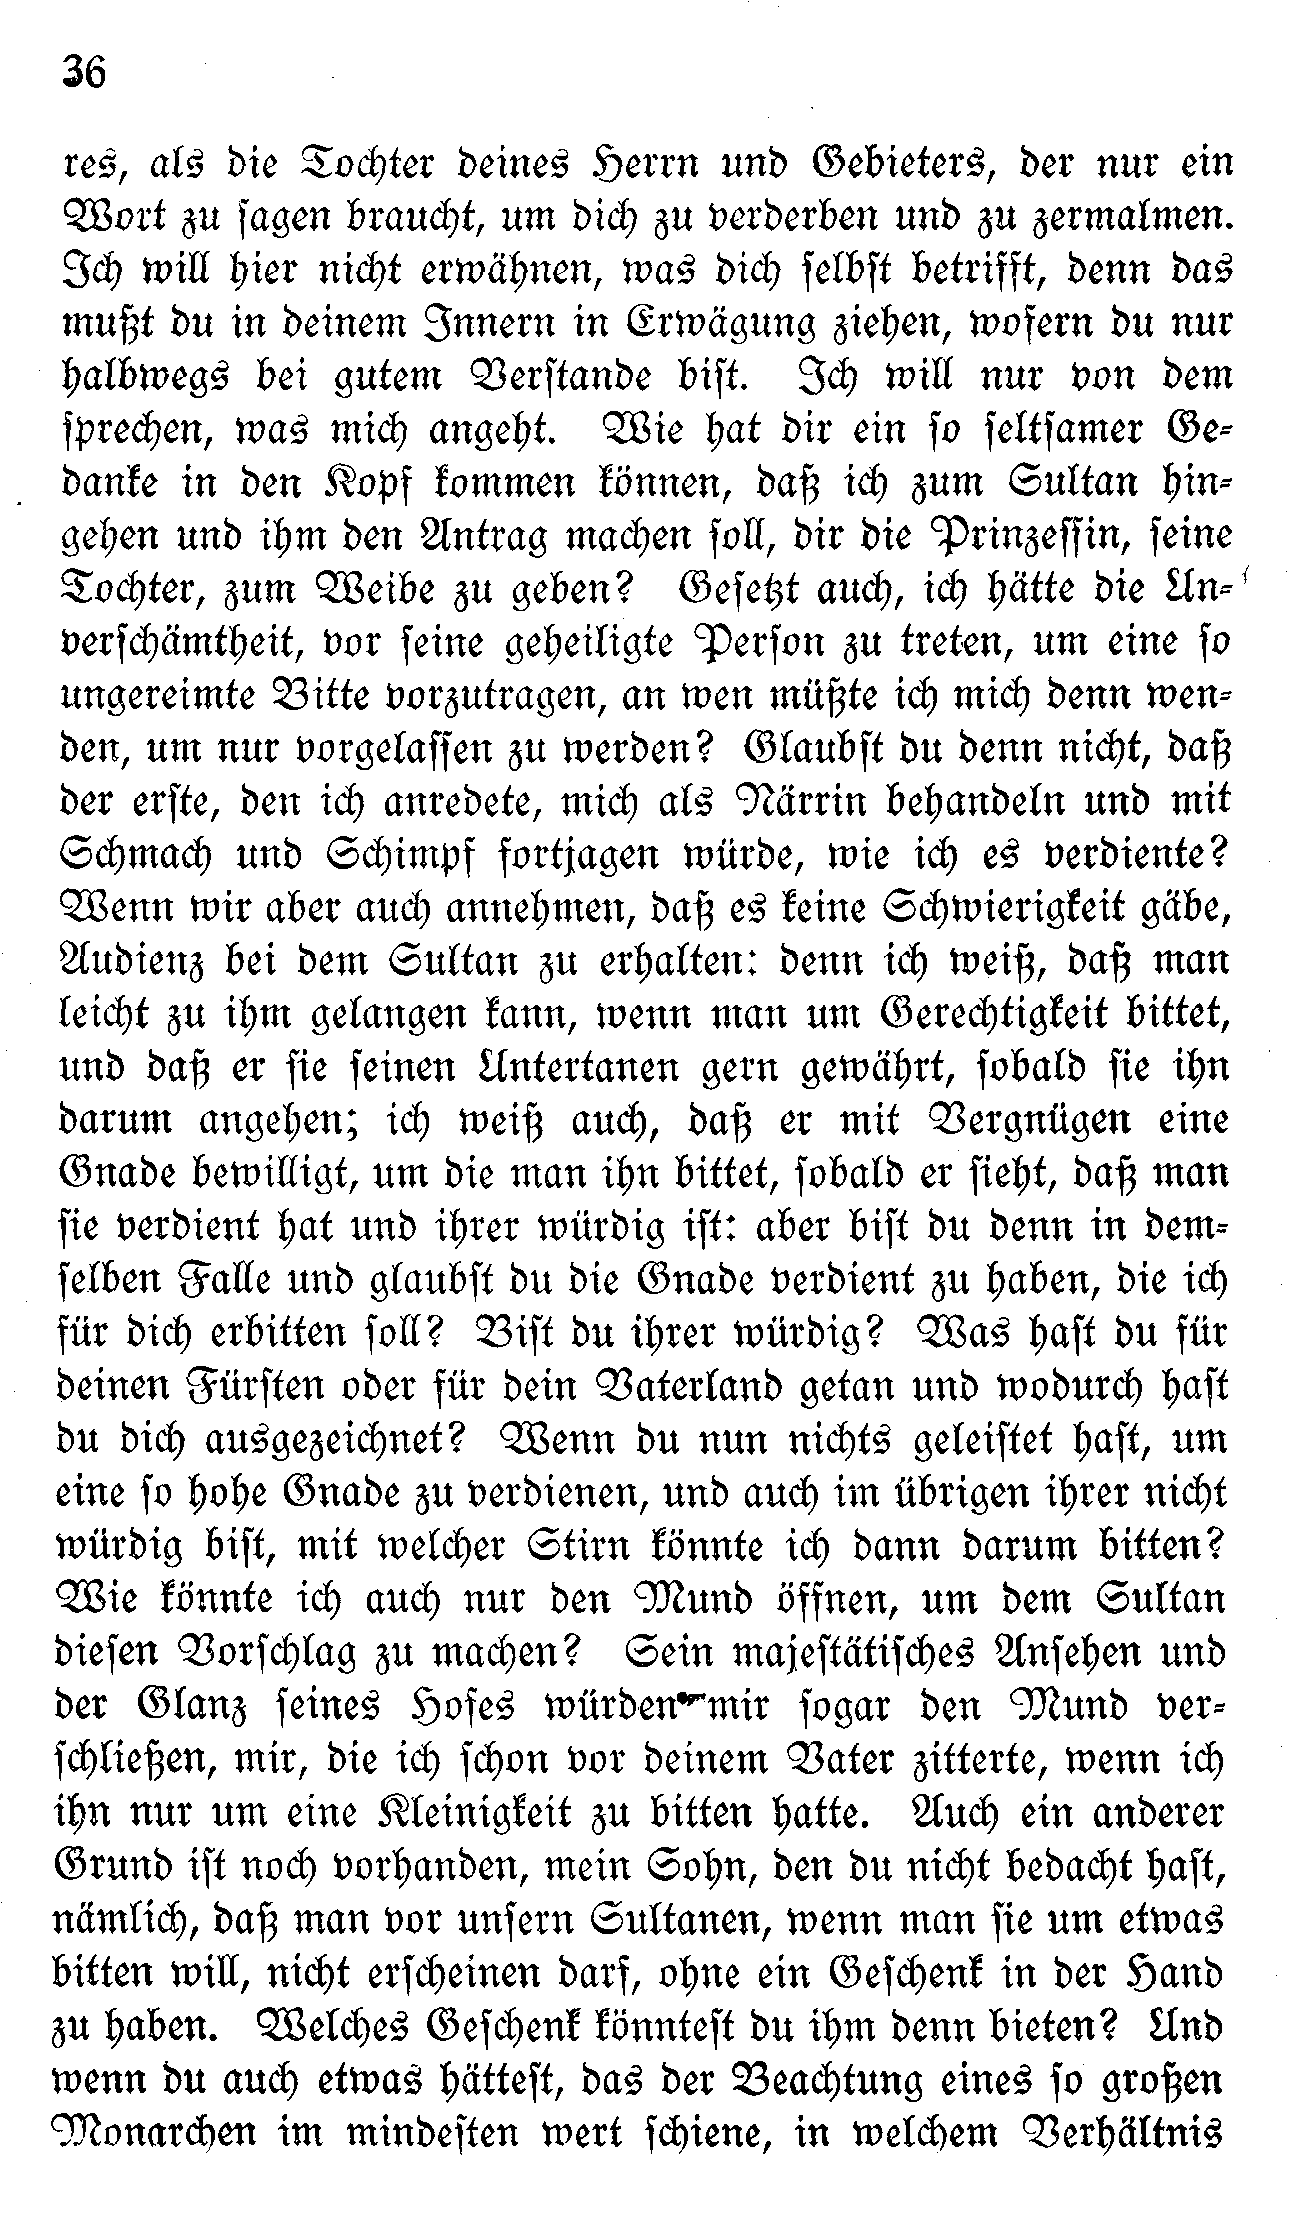 36
res, als die Tochter deines Herrn und Gebieters, der nur ein
Wort zu sagen braucht, um dich zu verderben und zu zermalmen.
Ich will hier nicht erwähnen, was dich selbst betrifft, denn das
mußt du in deinem Innern in Erwägung ziehen, wofern du nur
halbwegs bei gutem Verstande bist. Ich will nur von dem
sprechen, was mich angeht. Wie hat dir ein so seltsamer Ge-
danke in den Kopf kommen können, daß ich zum Sultan hin-
gehen und ihm den Antrag machen soll, dir die Prinzessin, seine
Tochter, zum Weibe zu geben? Gesetzt auch, ich hätte die Un-
verschämtheit, vor seine geheiligte Person zu treten, um eine so
ungereimte Bitte vorzutragen, an wen müßte ich mich denn wen-
den, um nur vorgelassen zu werden? Glaubst du denn nicht, daß
der erste, den ich anredete, mich als Närrin behandeln und mit
Schmach und Schimpf fortjagen würde, wie ich es verdiente?
Wenn wir aber auch annehmen, daß es keine Schwierigkeit gäbe,
Audienz bei dem Sultan zu erhalten: denn ich weiß, daß man
leicht zu ihm gelangen kann, wenn man um Gerechtigkeit bittet,
und daß er sie seinen Untertanen gern gewährt, sobald sie ihn
darum angehen; ich weiß auch, daß er mit Vergnügen eine
Gnade bewilligt, um die man ihn bittet, sobald er sieht, daß man
sie verdient hat und ihrer würdig ist: aber bist du denn in dem-
selben Falle und glaubst du die Gnade verdient zu haben, die ich
für dich erbitten soll? Bist du ihrer würdig? Was hast du für
deinen Fürsten oder für dein Vaterland getan und wodurch hast
du dich ausgezeichnet? Wenn du nun nichts geleistet hast, um
eine so hohe Gnade zu verdienen, und auch im übrigen ihrer nicht
würdig bist, mit welcher Stirn könnte ich dann darum bitten?
Wie könnte ich auch nur den Mund öffnen, um dem Sultan
diesen Vorschlag zu machen? Sein majestätisches Ansehen und
der Glanz seines Hofes würden mir sogar den Mund ver-
schließen, mir, die ich schon vor deinem Vater zitterte, wenn ich
ihn nur um eine Kleinigkeit zu bitten hatte. Auch ein anderer
Grund ist noch vorhanden, mein Sohn, den du nicht bedacht hast,
nämlich, daß man vor unsern Sultanen, wenn man sie um etwas
bitten will, nicht erscheinen darf, ohne ein Geschenk in der Hand
zu haben. Welches Geschenk könntest du ihm denn bieten? Und
wenn du auch etwas hättest, das der Beachtung eines so großen
Monarchen im mindesten wert schiene, in welchem Verhältnis